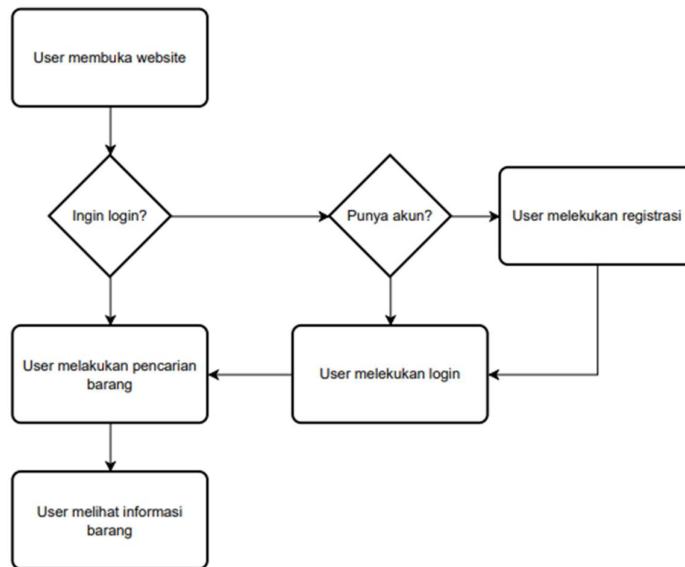 User membuka website
Ingin login?
Punya akun?
User melekukan registrasi
User melakukan pencarian
barang
User melekukan login
User melihat informasi
barang